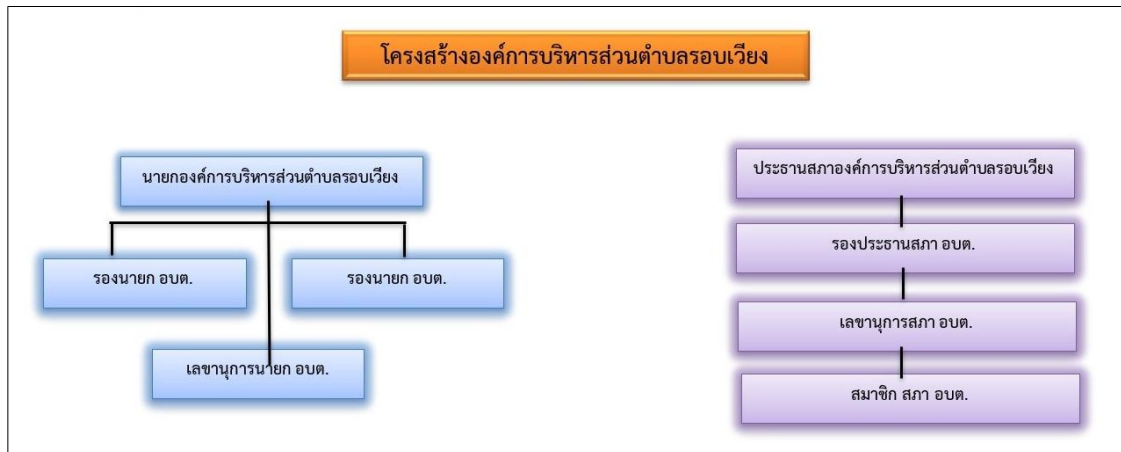 โครงสร้างองค์การบริหารส่วนตำบลรอบเวียง
นายกองค์การบริหารส่วนตำบลรอบเวียง
รองนายก อบต.
รองนายก อบต.
เลขานุการนายก อบต.
ประธานสภาองค์การบริหารส่วนตำบลรอบเวียง
รองประธานสภา อบต.
เลขานุการสภา อบต.
สมาชิก สภา อบต.